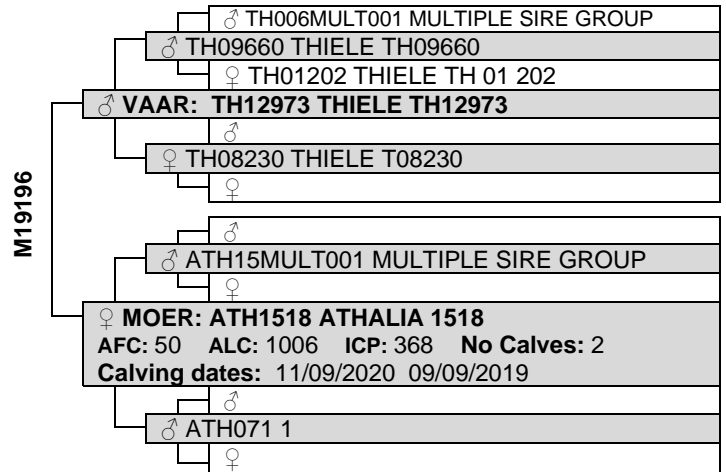 ♂ TH006MULT001 MULTIPLE SIRE GROUP
♂ TH09660 THIELE TH09660
♀ TH01202 THIELE TH 01 202
♂ VAAR: TH12973 THIELE TH12973
♂
♀ TH08230 THIELE T08230
♀
M19196
♂
♂ ATH15MULT001 MULTIPLE SIRE GROUP
♀
♀ MOER: ATH1518 ATHALIA 1518
AFC: 50 ALC: 1006 ICP: 368 No Calves: 2
Calving dates: 11/09/2020 09/09/2019
♂
♂ ATH071 1
♀